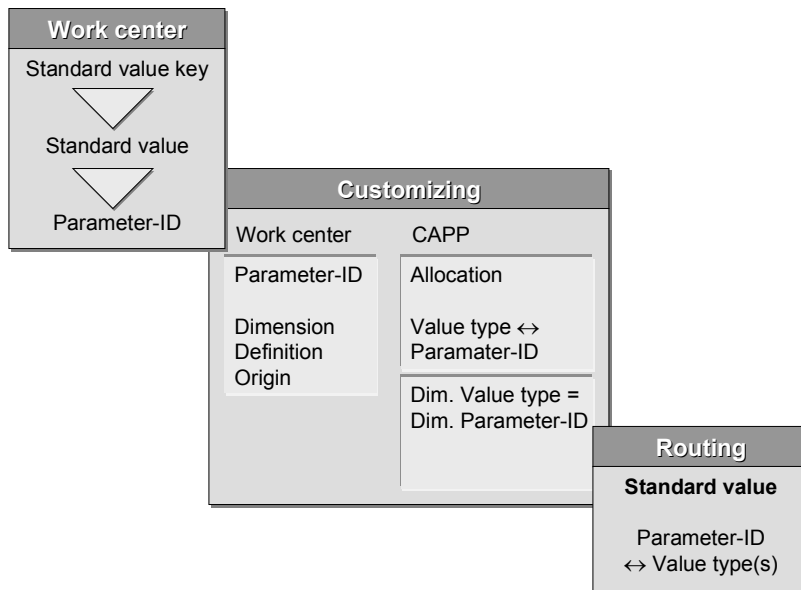 Work center
Standard value key
Standard value
Parameter-ID
Customizing
Work center
Parameter-ID
Dimension
Definition
Origin
CAPP
Allocation
Value type ↔
Paramater-ID
Dim. Value type =
Dim. Parameter-ID
Routing
Standard value
Parameter-ID
↔ Value type(s)